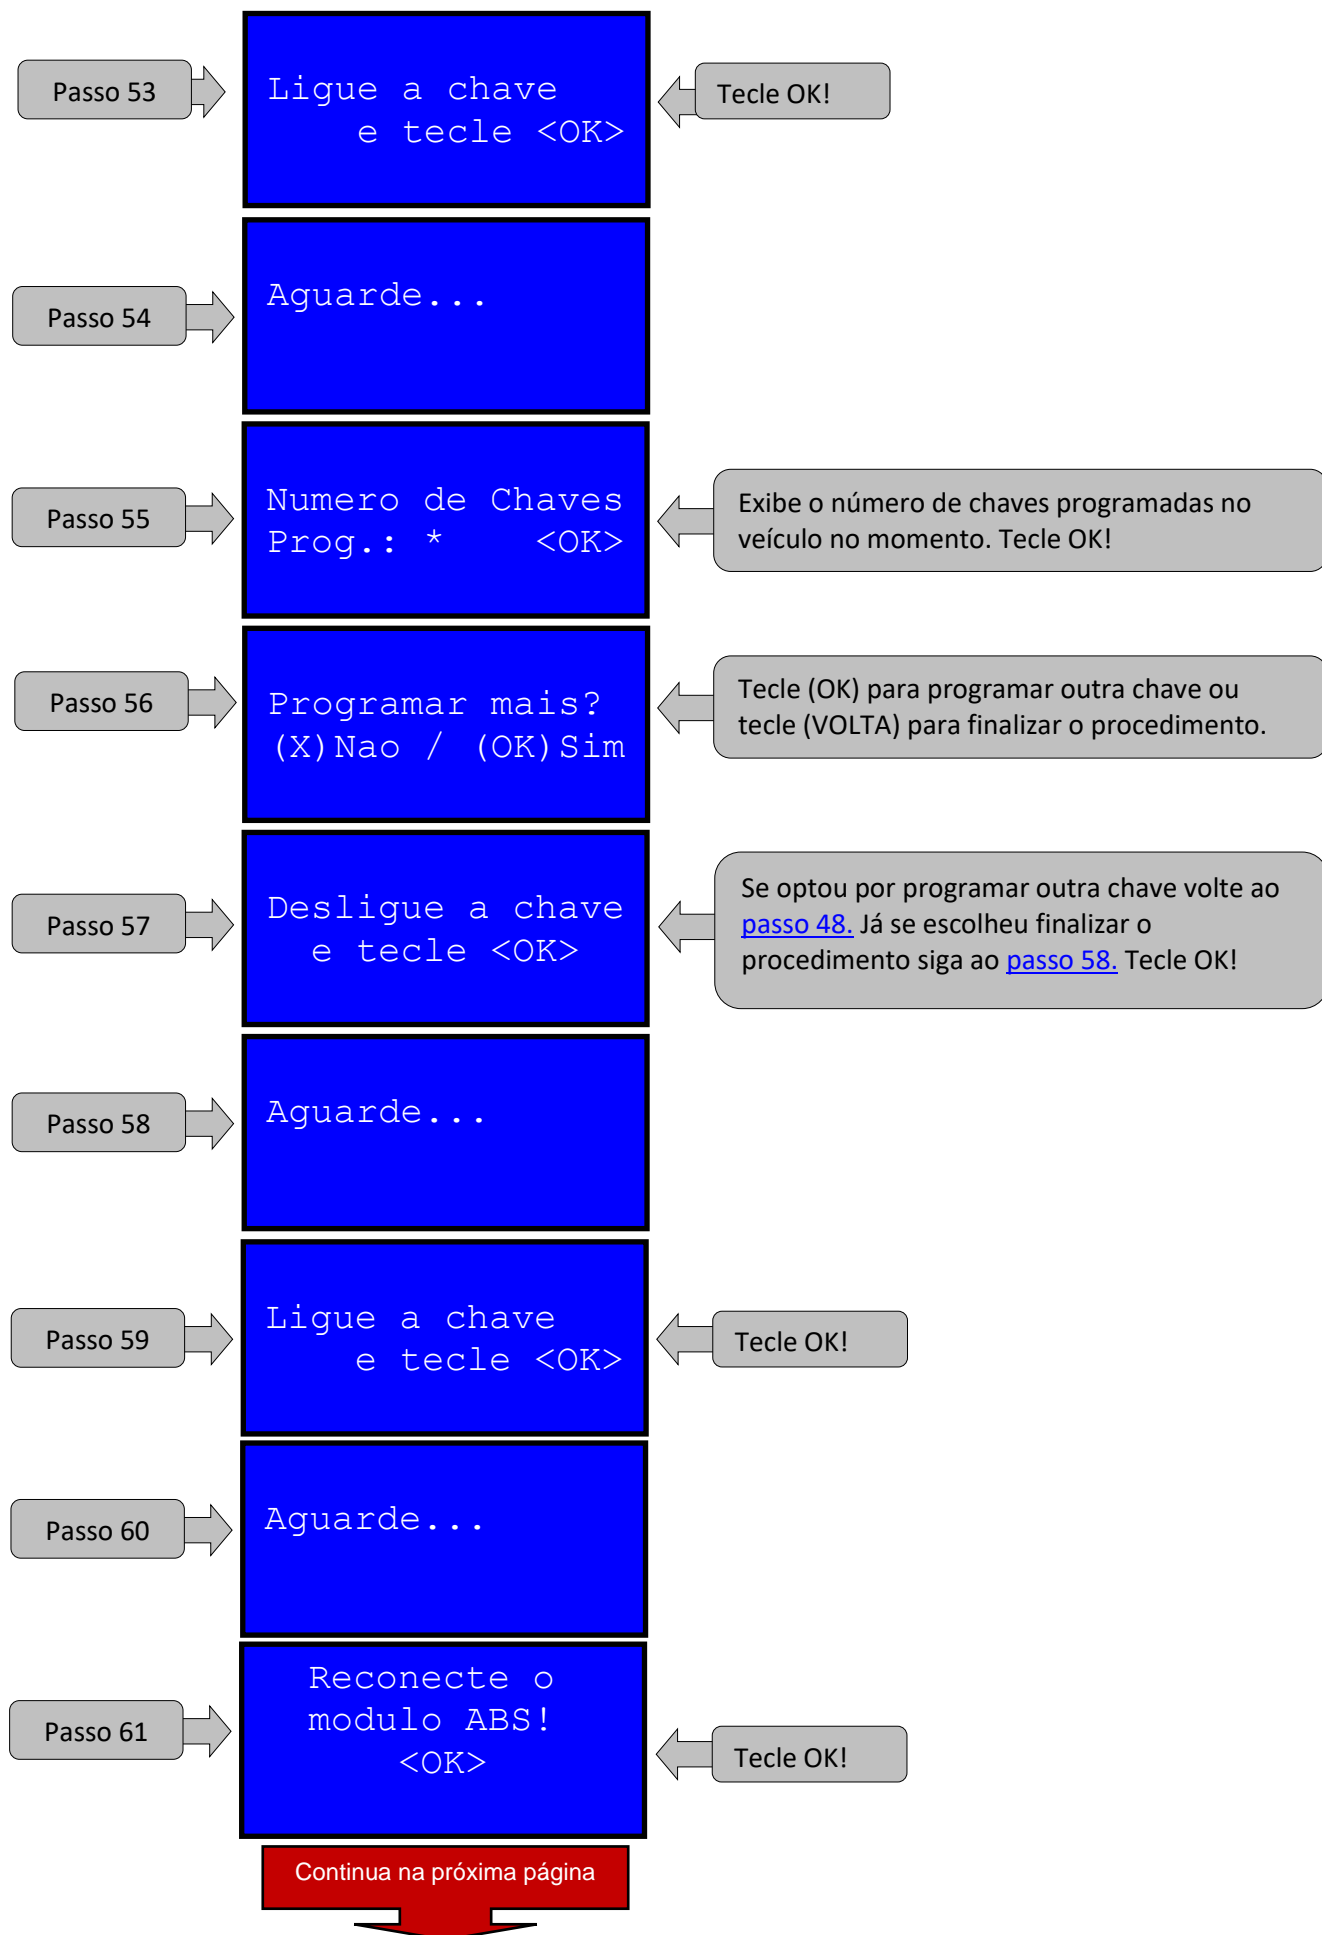 Passo 53
Ligue a chave
e tecle <OK>
Tecle OK!
Passo 54
Aguarde...
Passo 55
Numero de Chaves
Prog.: * <OK>
Exibe o número de chaves programadas no
veículo no momento. Tecle OK!
Passo 56
Programar mais?
(X)Nao / (OK)Sim
Tecle (OK) para programar outra chave ou
tecle (VOLTA) para finalizar o procedimento.
Passo 57
Desligue a chave
e tecle <OK>
Se optou por programar outra chave volte ao
passo 48. Já se escolheu finalizar o
procedimento siga ao passo 58. Tecle OK!
Passo 58
Aguarde...
Passo 59
Ligue a chave
e tecle <OK>
Tecle OK!
Passo 60
Aguarde...
Passo 61
Reconecte o
modulo ABS!
<OK>
Tecle OK!
Continua na próxima página